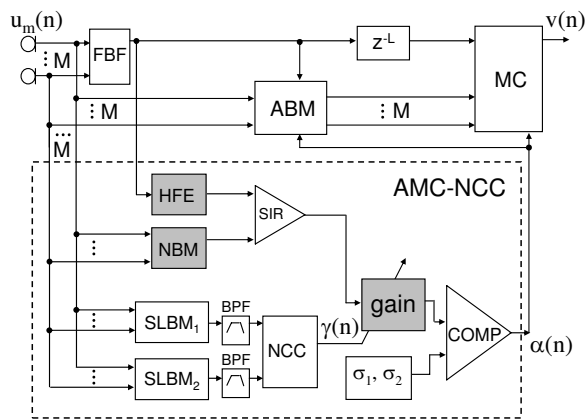 u_m(n)
v(n)
⋮ M
FBF
z^-L
MC
⋮ M
ABM
⋮ M
... M
AMC-NCC
HFE
SIR
⋮
NBM
gain
⋮
SLBM_1
BPF
NCC
γ(n)
COMP
α(n)
⋮
SLBM_2
BPF
σ_1, σ_2